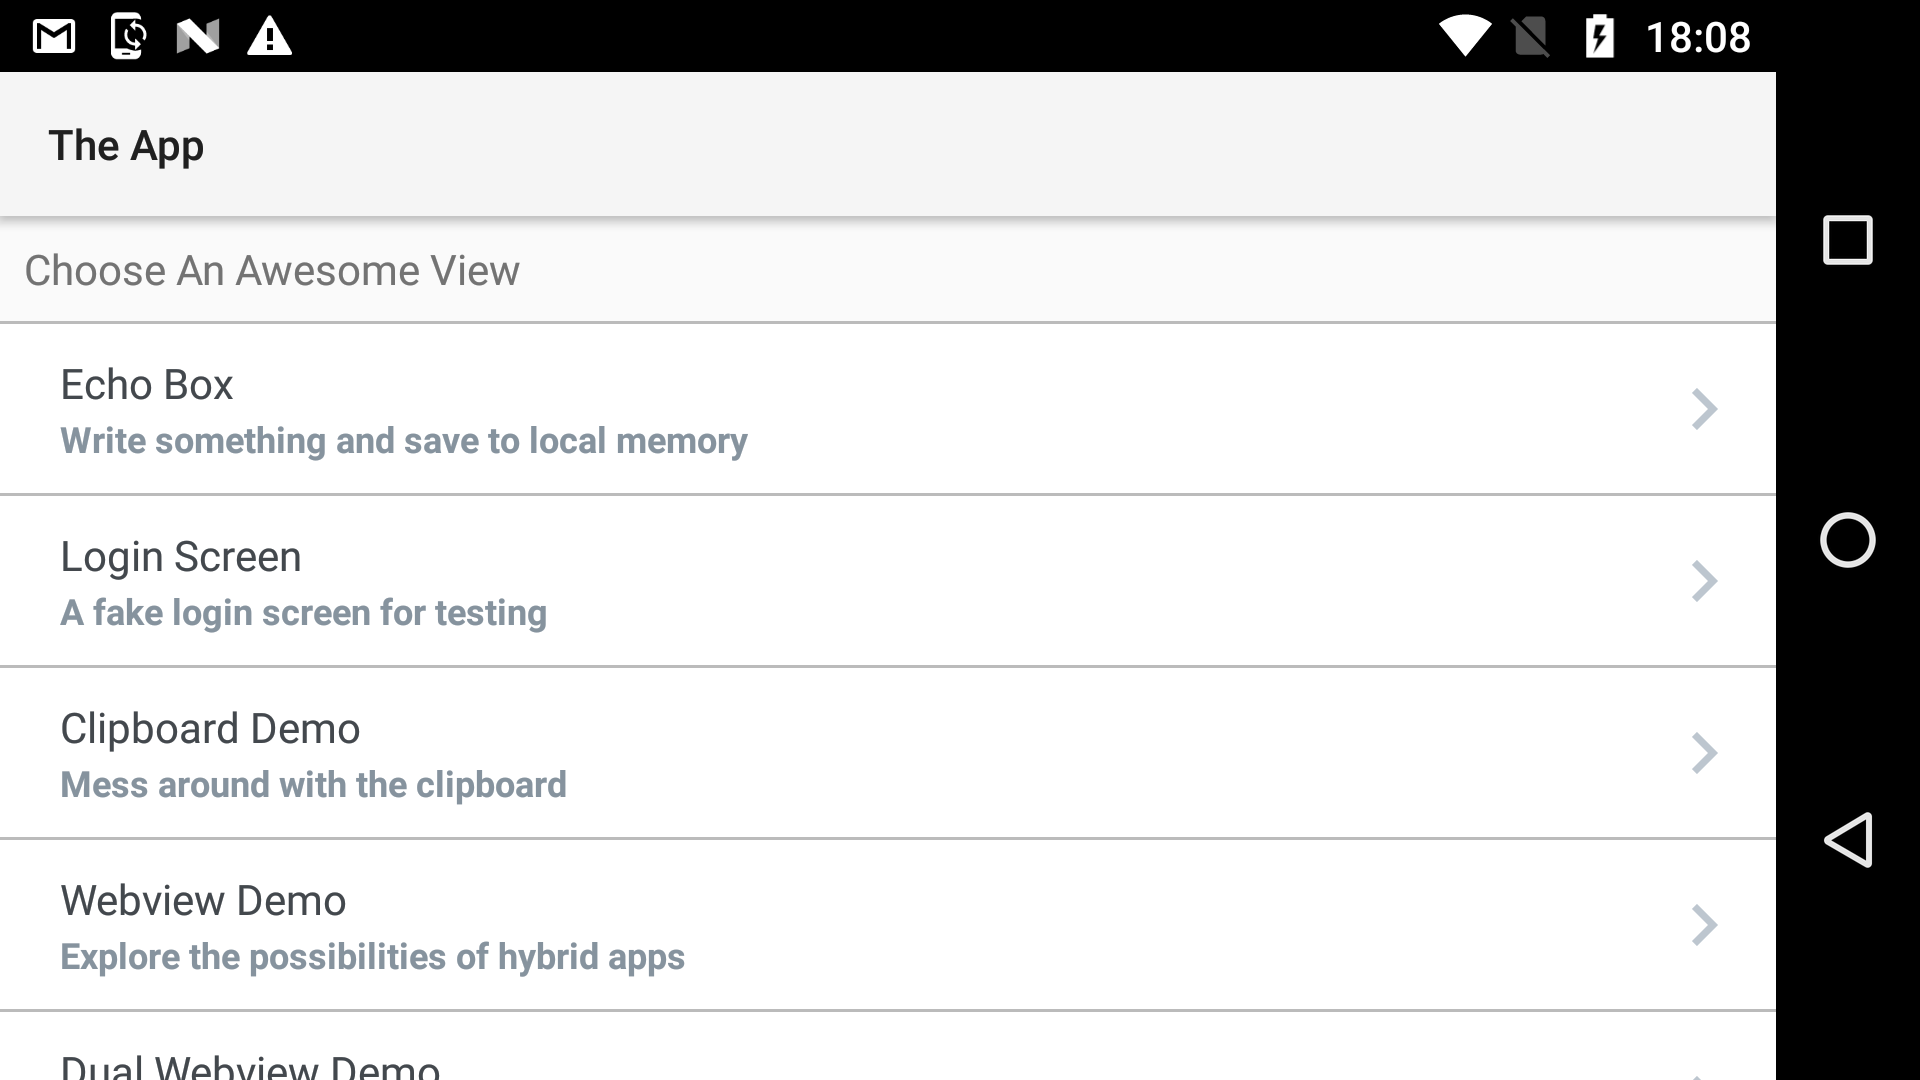 18:08
The App
Choose An Awesome View
Echo Box
Write something and save to local memory
Login Screen
A fake login screen for testing
Clipboard Demo
Mess around with the clipboard
Webview Demo
Explore the possibilities of hybrid apps
Dual Webview Demo